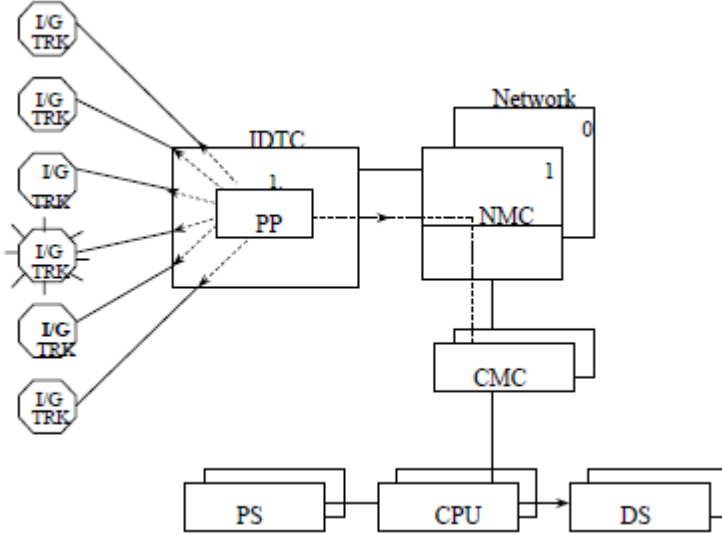 I/G
TRK
I/G
TRK
I/G
TRK
I/G
TRK
I/G
TRK
I/G
TRK
IDTC
1.
PP
Network
0
1
NMC
CMC
PS
CPU
DS